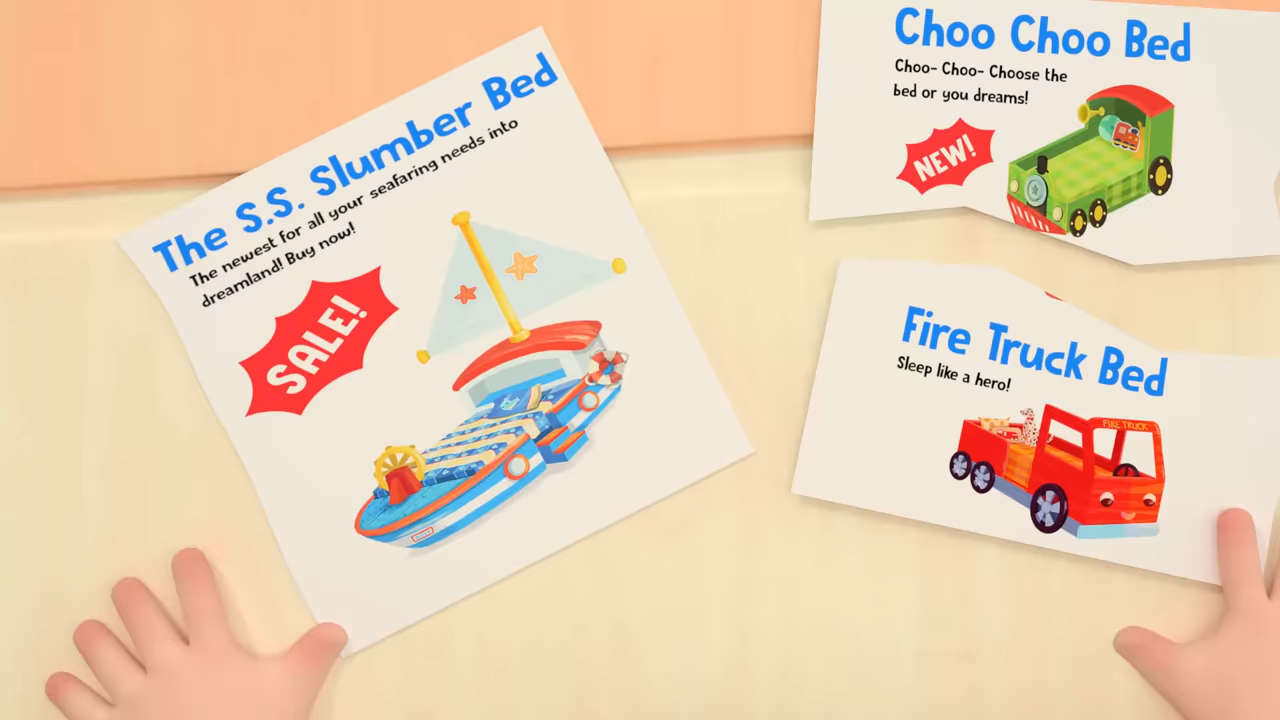 The S.S. Slumber Bed
The newest for all your seafaring needs into
dreamland! Buy now!
SALE!
Choo Choo Bed
Choo- Choo- Choose the
bed or you dreams!
NEW!
Fire Truck Bed
Sleep like a hero!
FIRE TRUCK